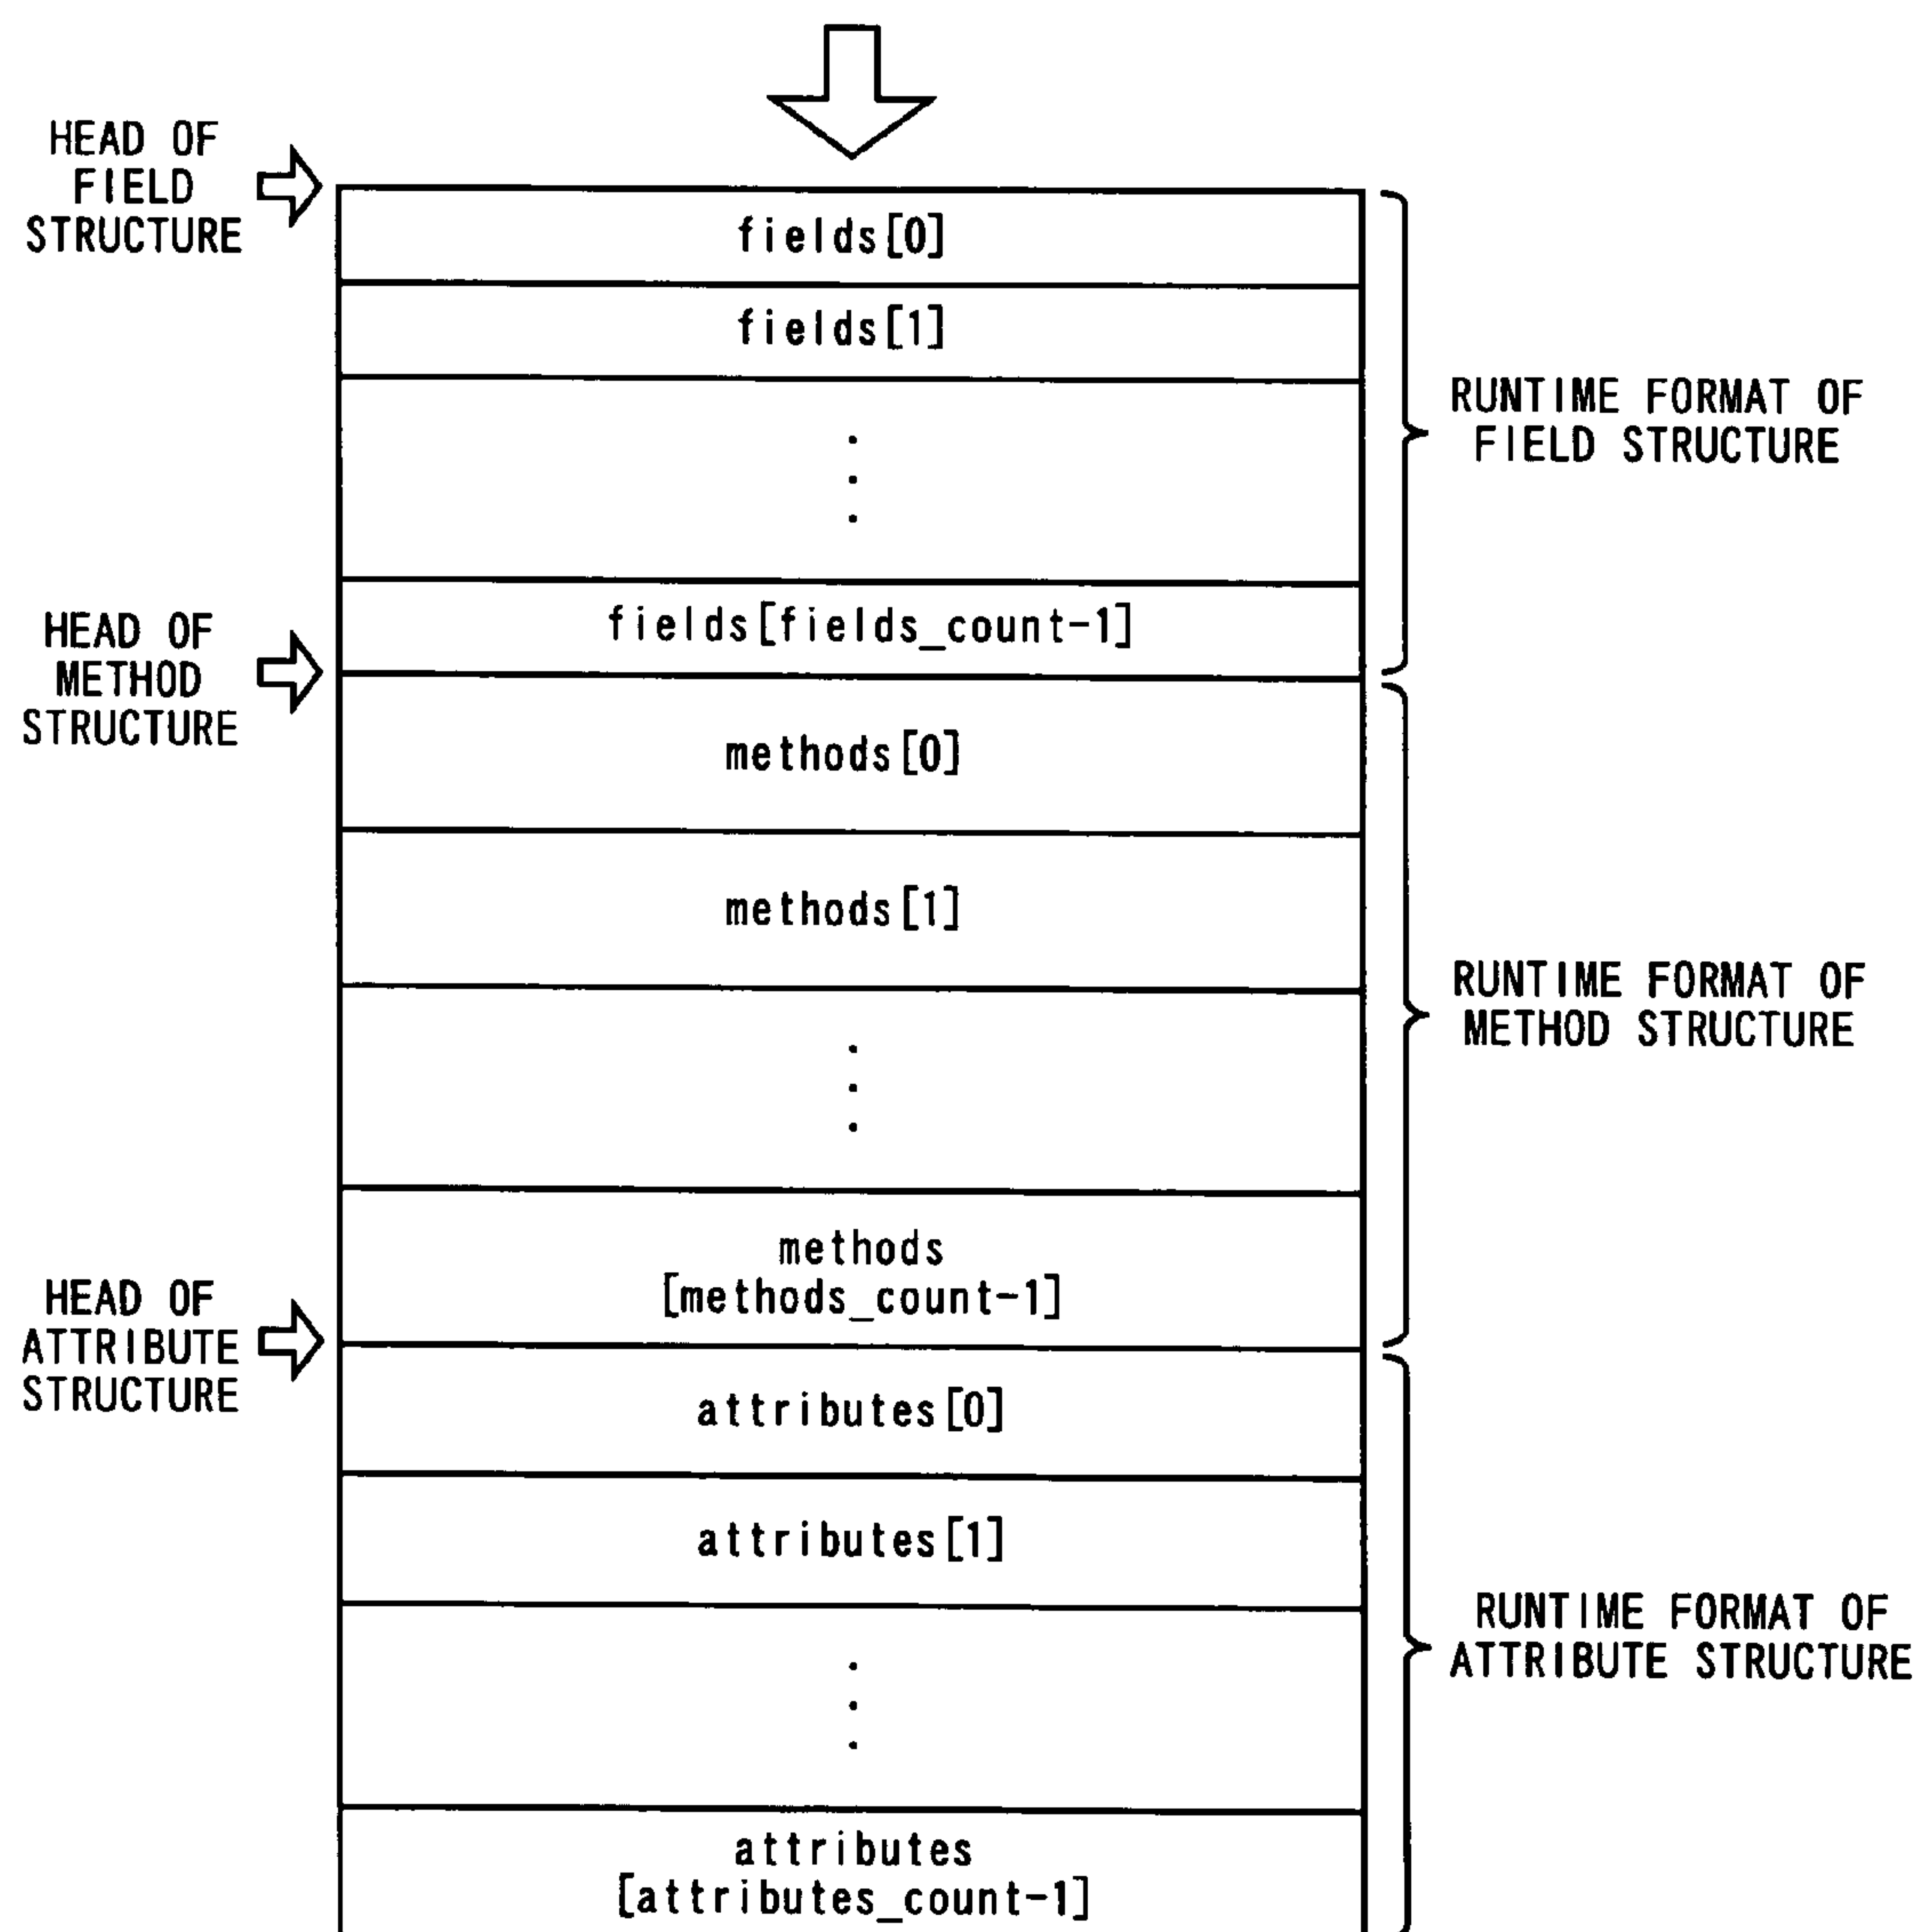 HEAD OF
FIELD
STRUCTURE
fields[0]
fields[1]
RUNTIME FORMAT OF
FIELD STRUCTURE
fields[fields_count-1]
HEAD OF
METHOD
STRUCTURE
methods[0]
methods[1]
RUNTIME FORMAT OF
METHOD STRUCTURE
methods
[methods_count-1]
HEAD OF
ATTRIBUTE
STRUCTURE
attributes[0]
attributes[1]
RUNTIME FORMAT OF
ATTRIBUTE STRUCTURE
attributes
[attributes_count-1]